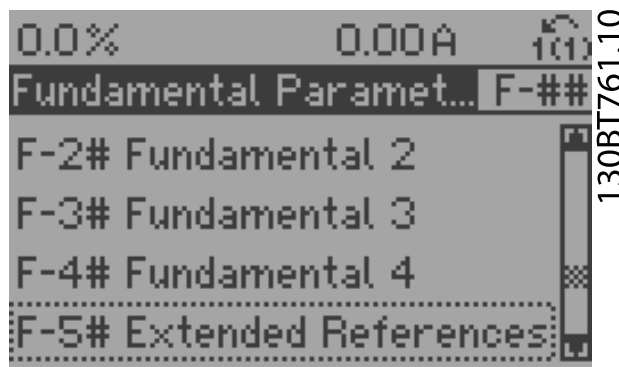 0.0% 0.00A 1(1)
Fundamental Paramet... F-##
F-2# Fundamental 2
F-3# Fundamental 3
F-4# Fundamental 4
F-5# Extended References
130BT761.10